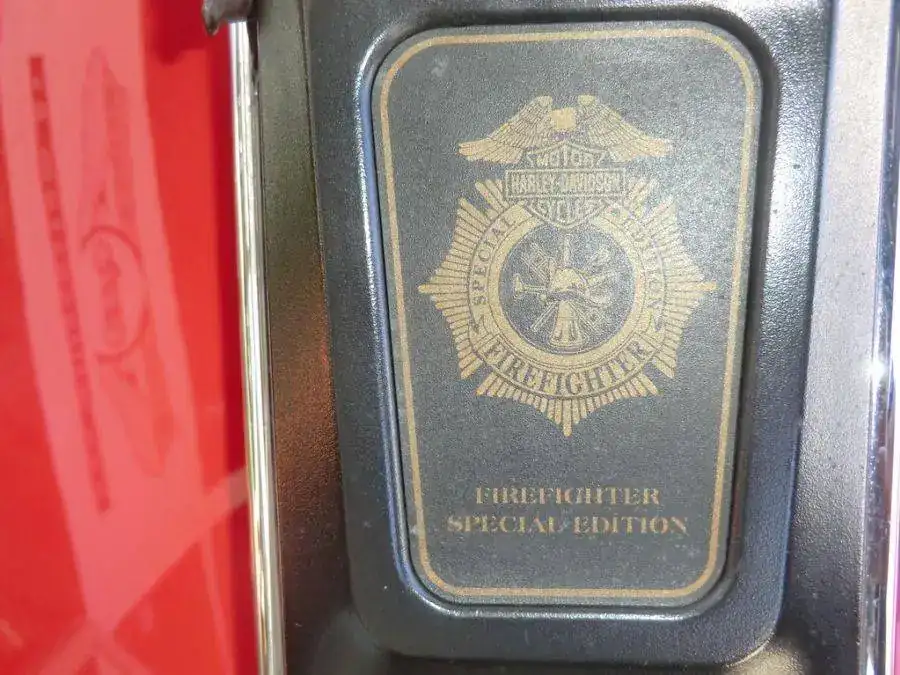 MOTOR
HARLEY-DAVIDSON
CYCLES
SPECIAL EDITION
FIREFIGHTER
FIREFIGHTER
SPECIAL EDITION